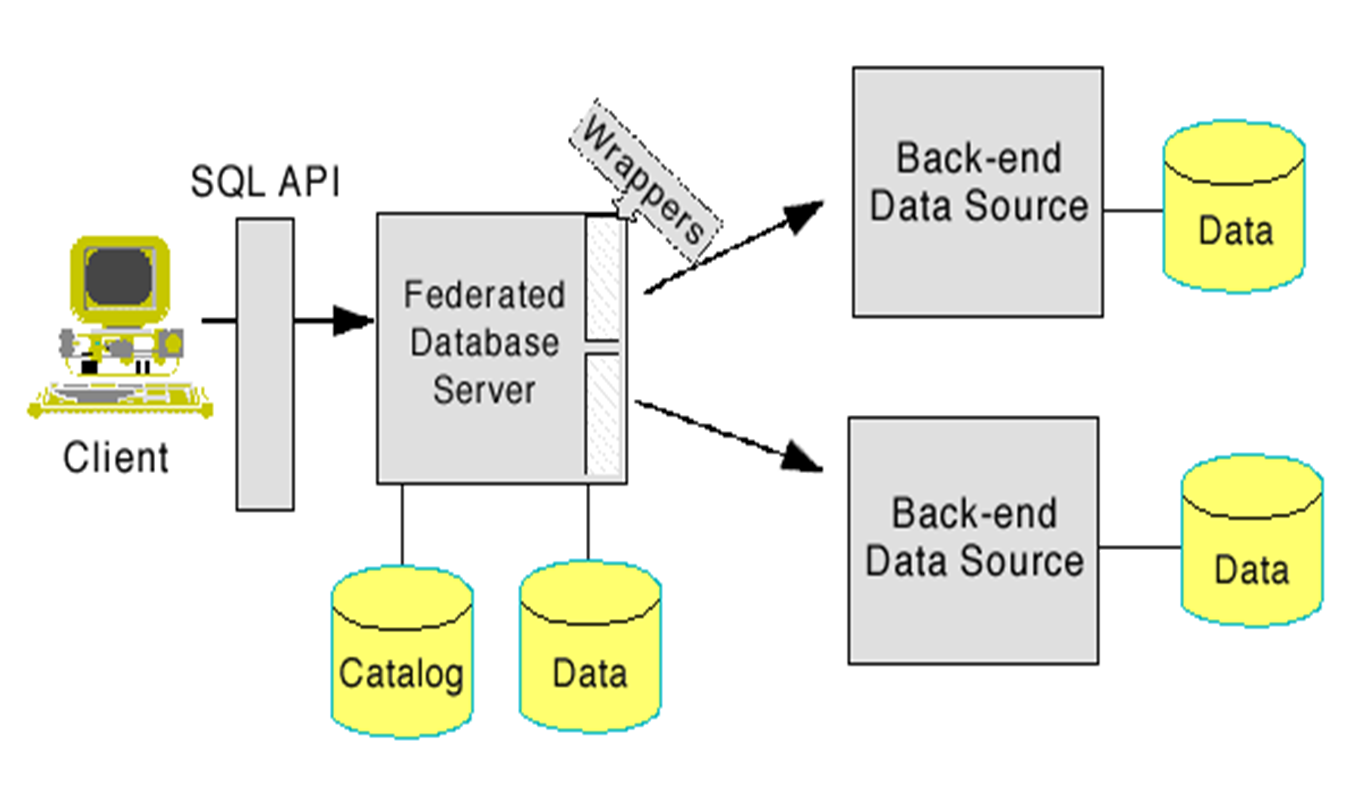 SQL API
Client
Federated
Database
Server
Wrappers
Back-end
Data Source
Data
Back-end
Data Source
Data
Catalog
Data